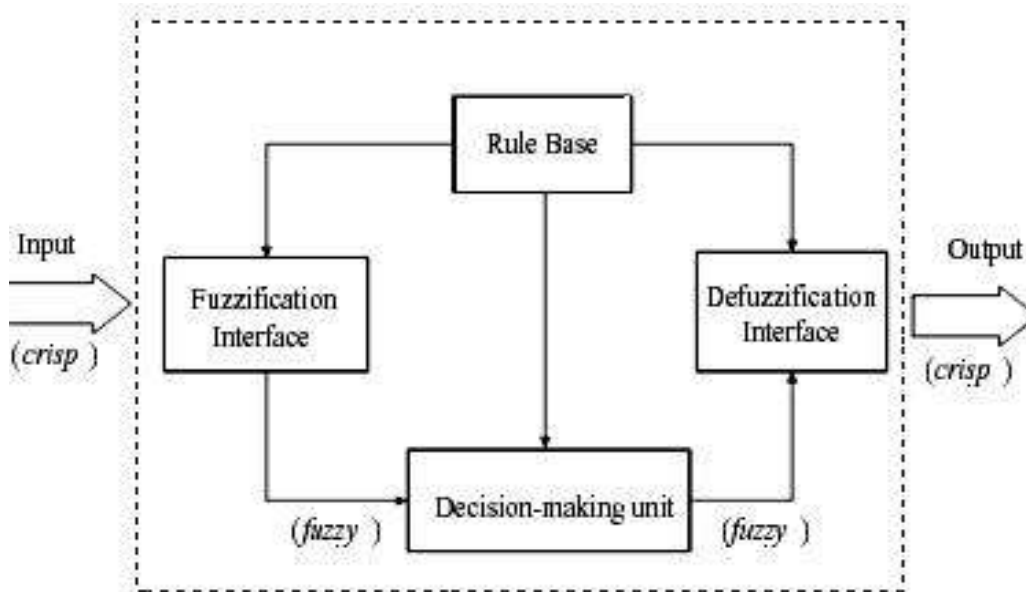 Rule Base
Input
(crisp )
Fuzzification
Interface
Defuzzification
Interface
Output
(crisp )
Decision-making unit
(fuzzy )
(fuzzy )